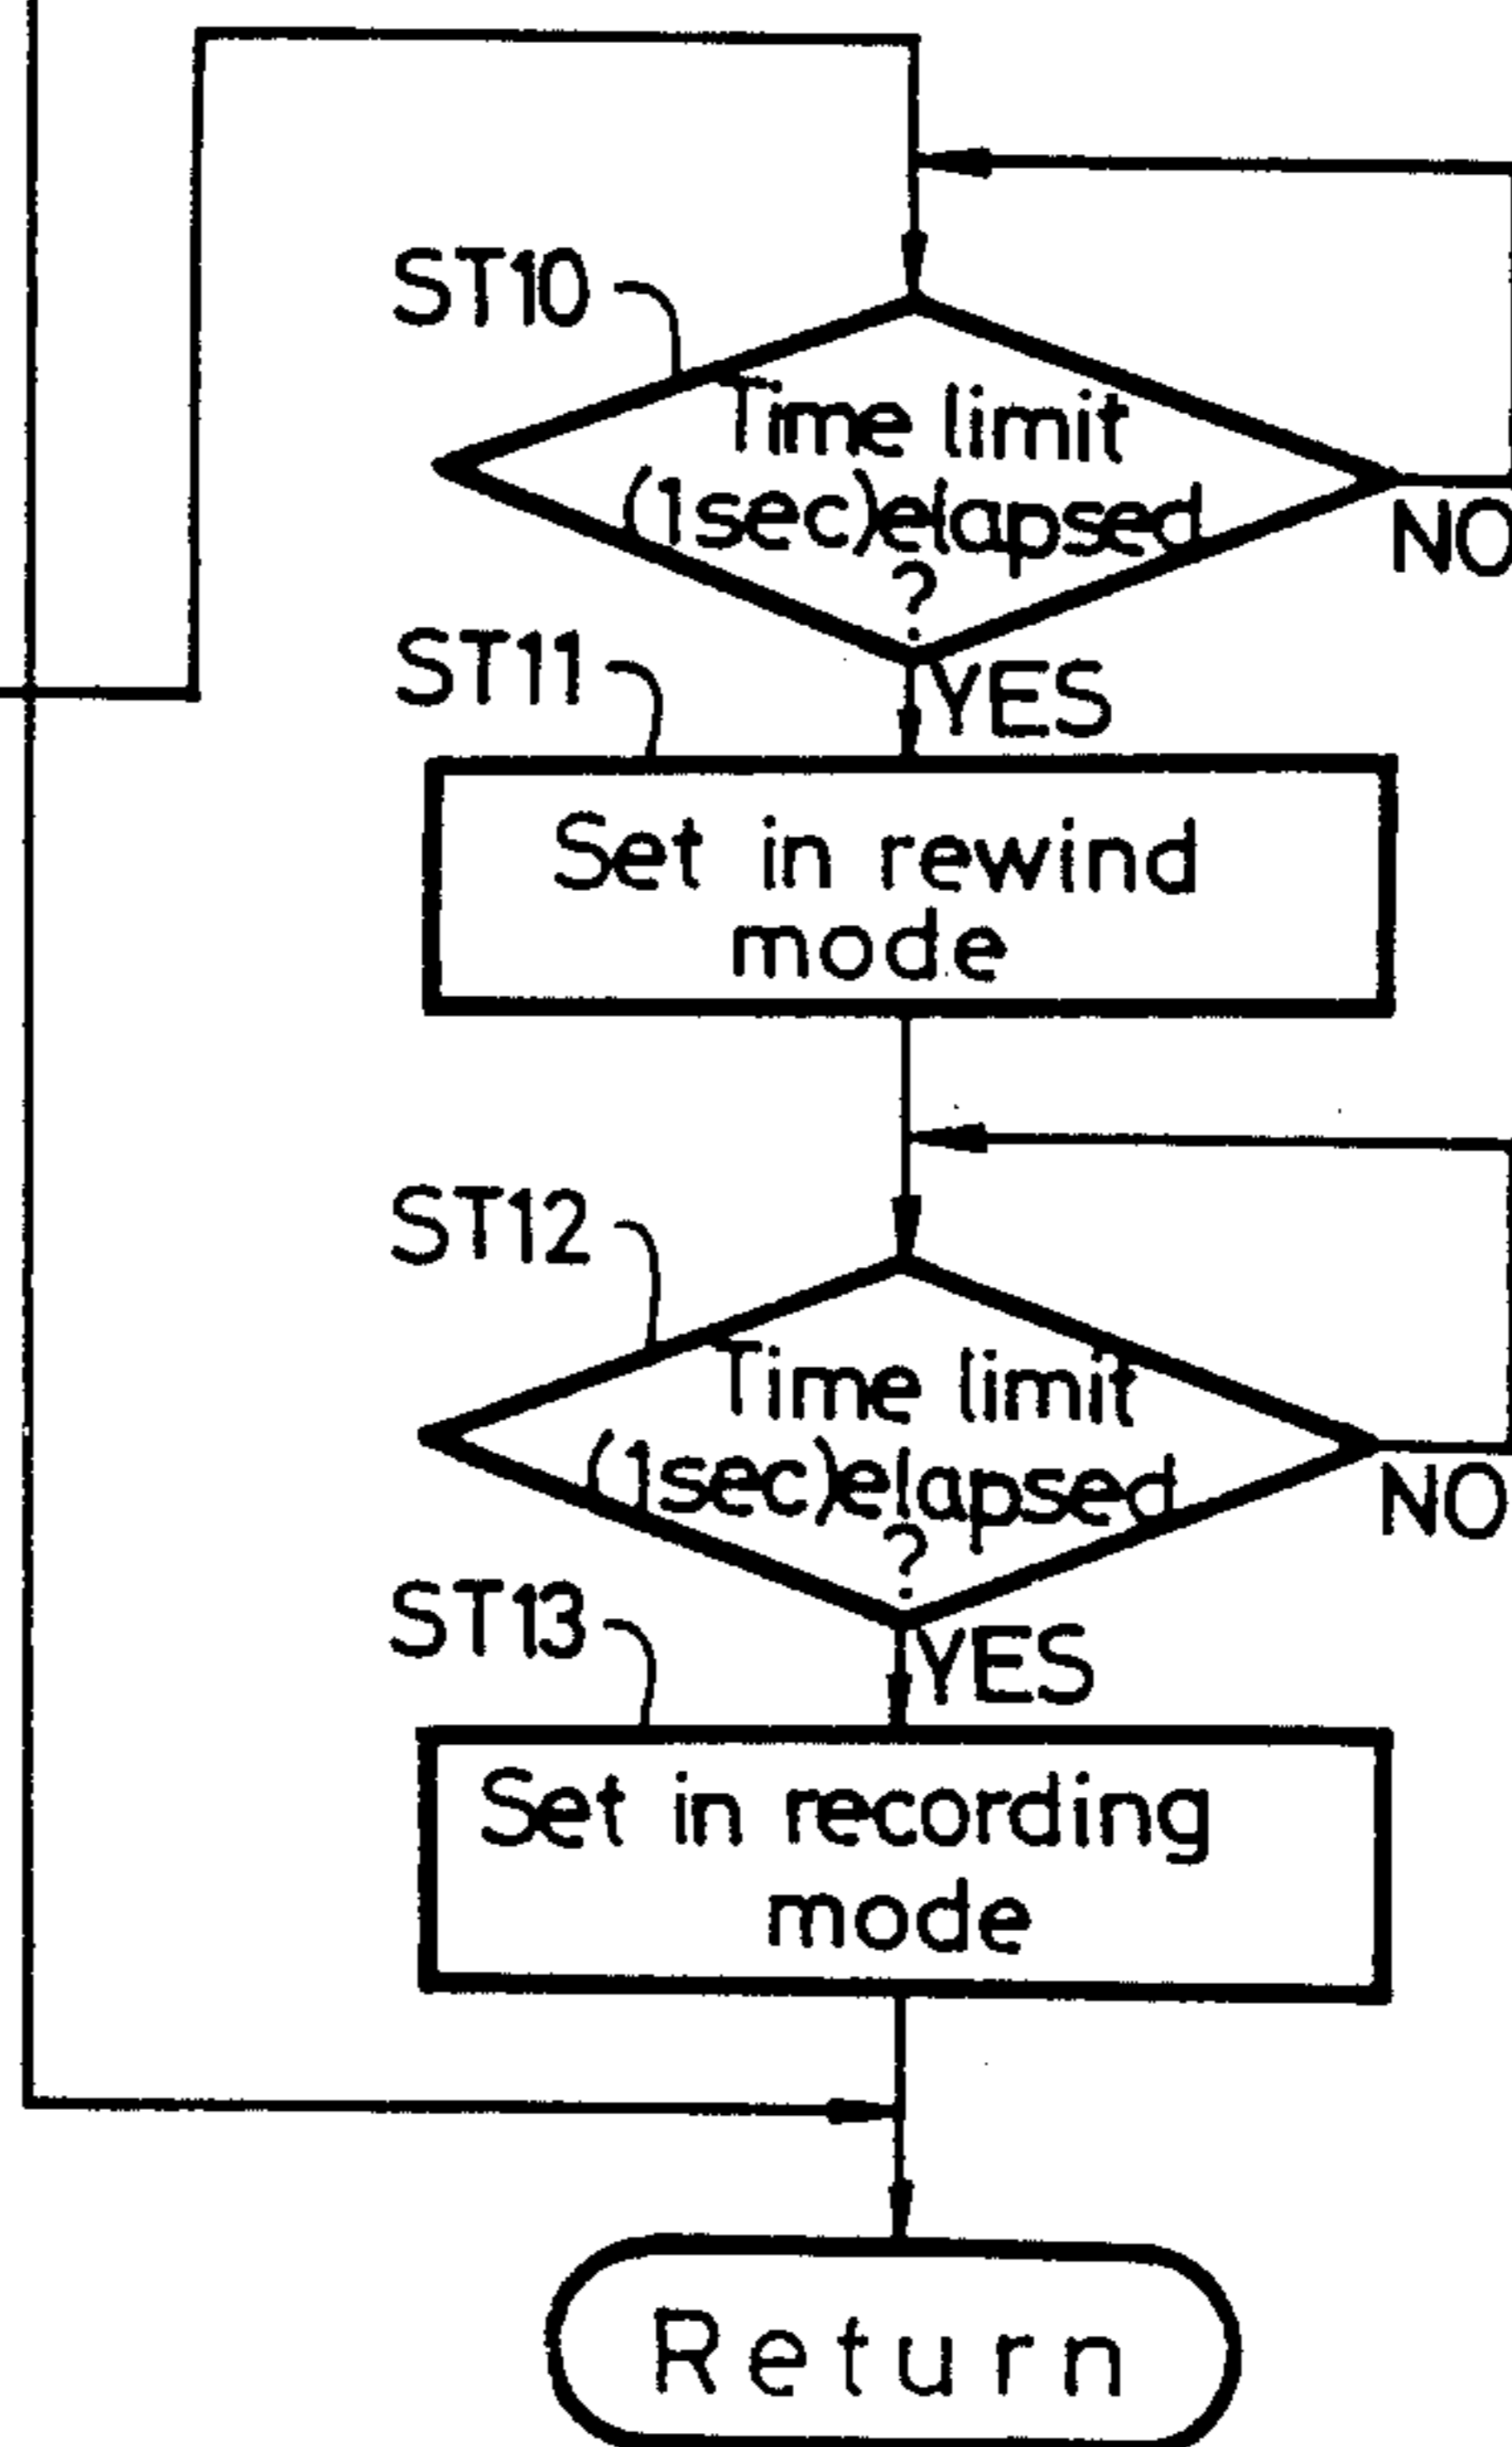 ST10
Time limit
(1sec)elapsed
?
NO
YES
ST11
Set in rewind
mode
ST12
Time limit
(1sec)elapsed
?
NO
YES
ST13
Set in recording
mode
Return